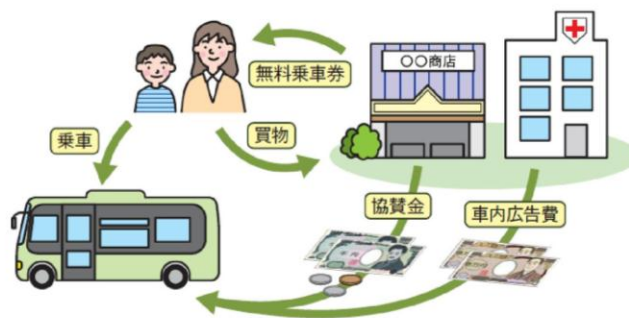 ○○商店
無料乗車券
乗車
買物
協賛金
車内広告費